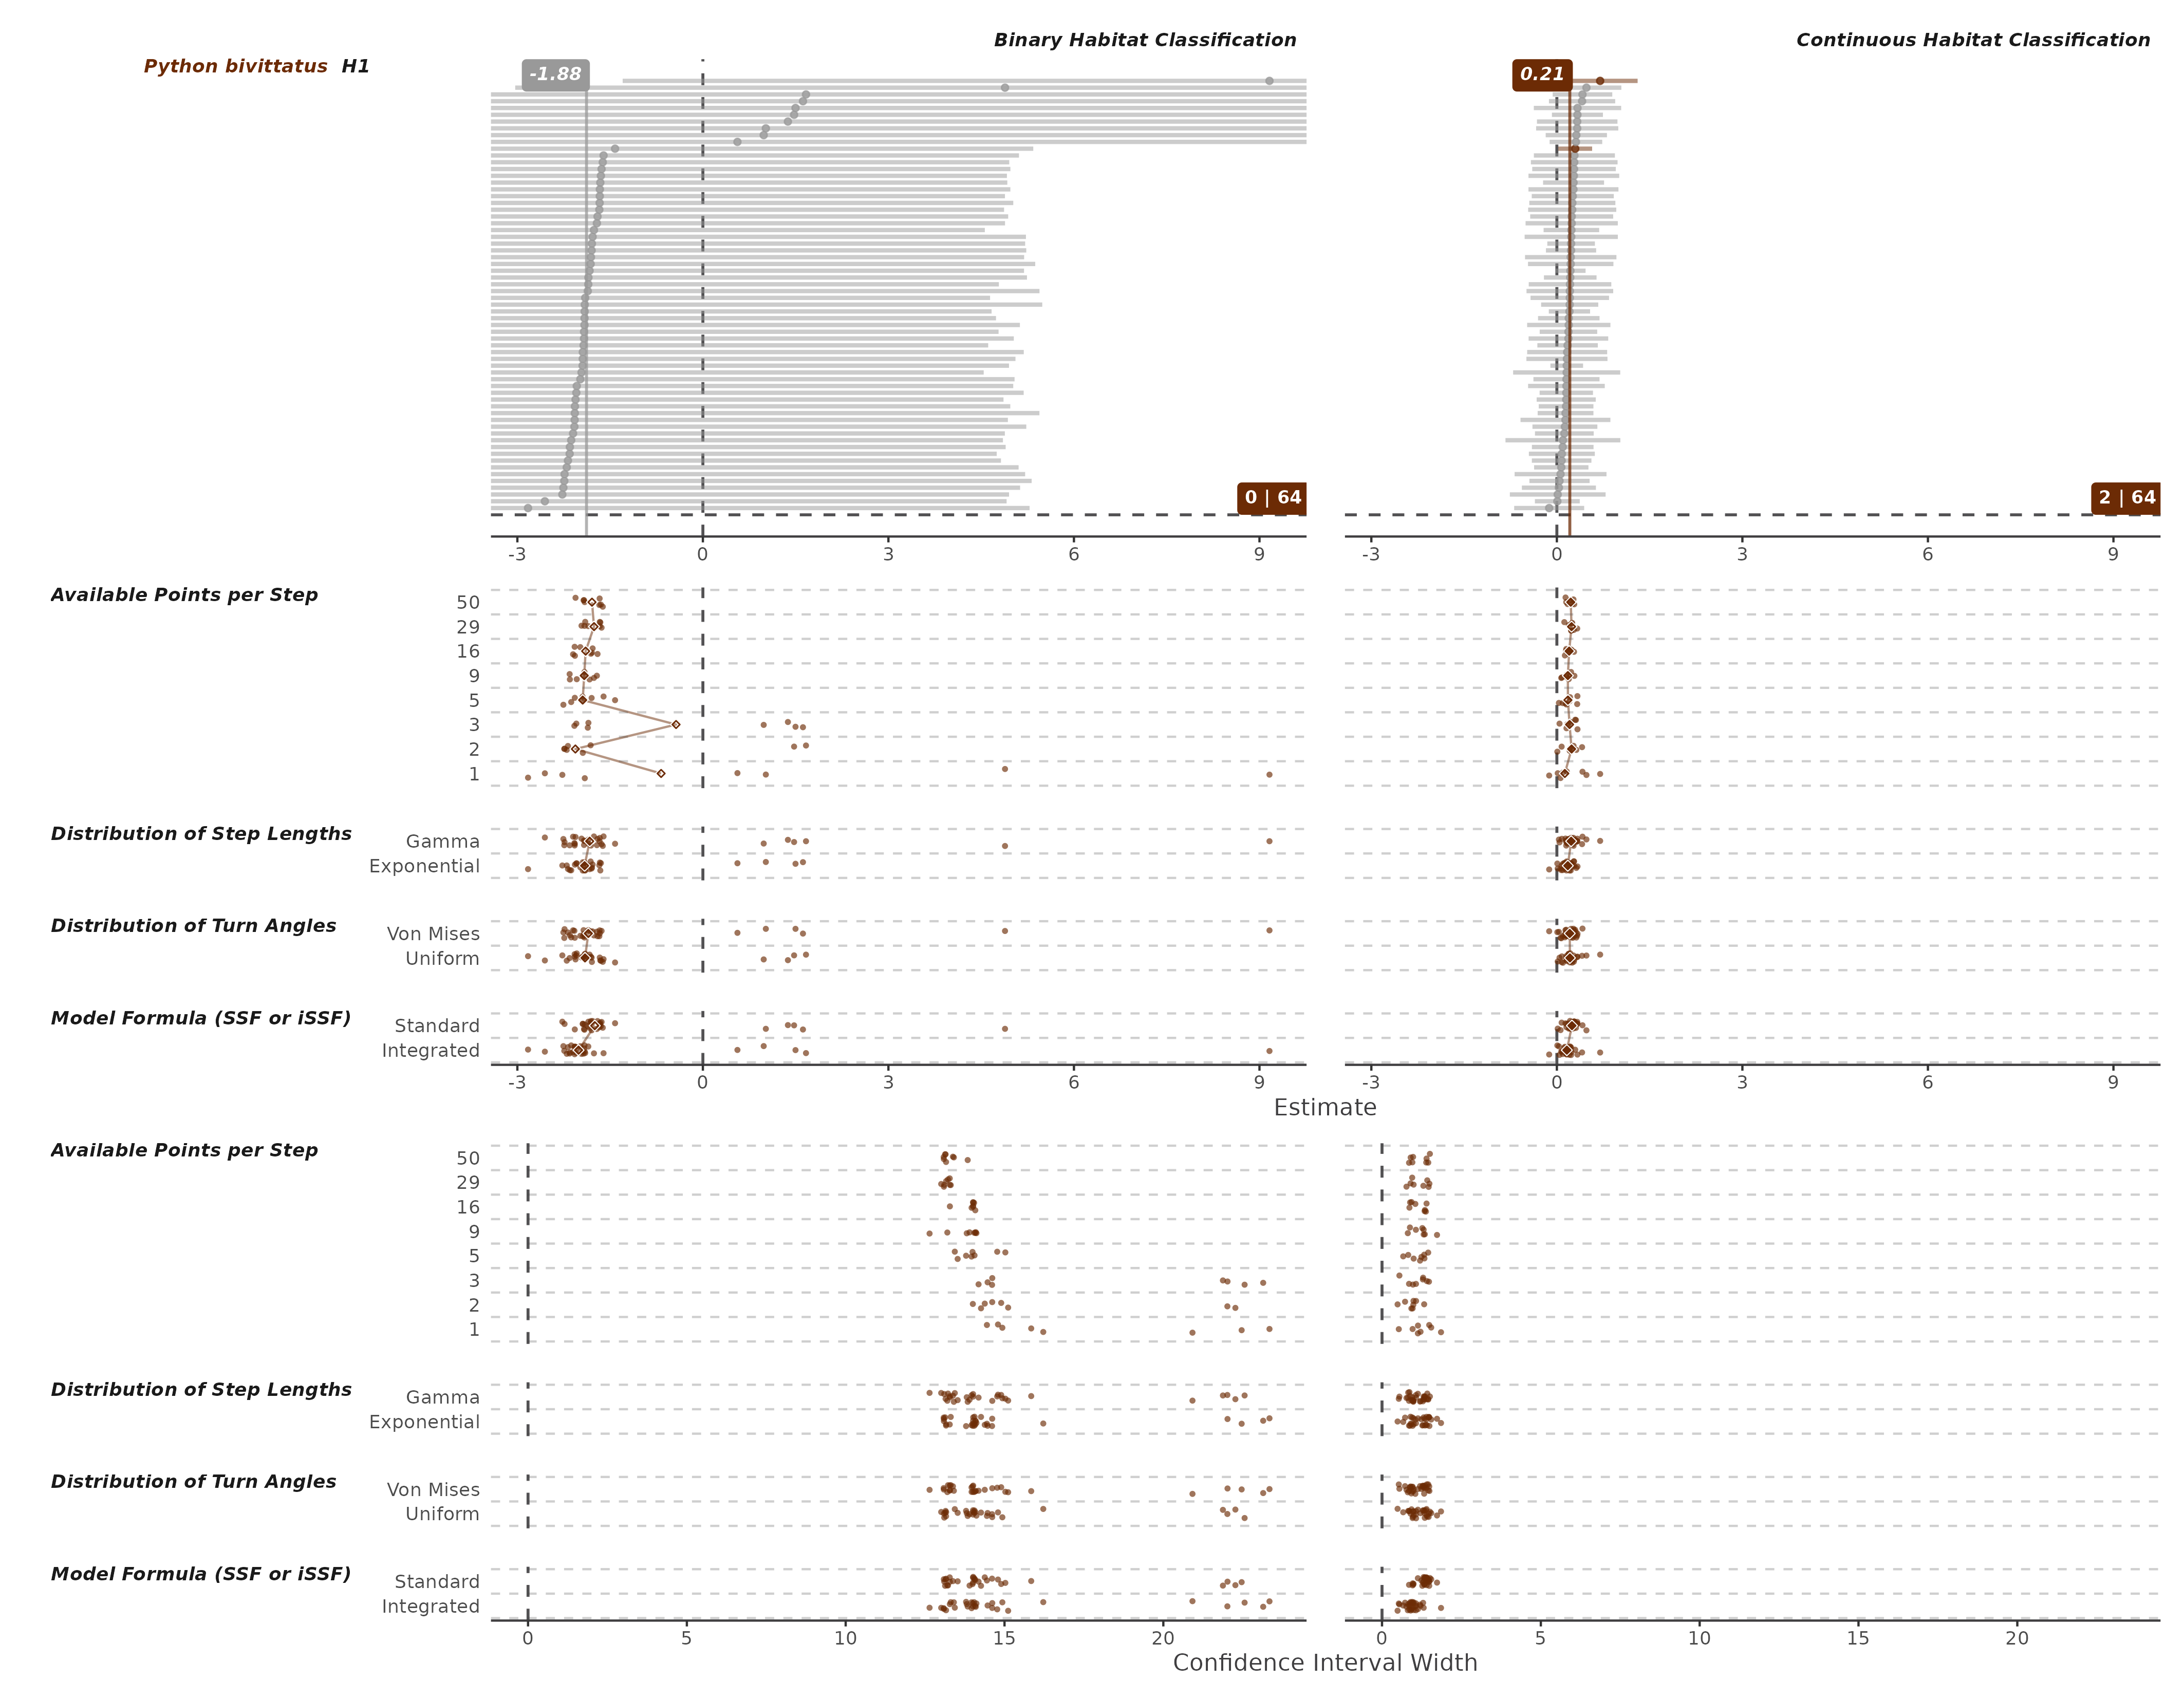 Binary Habitat Classification
Continuous Habitat Classification
Python bivittatus H1
-1.88
0.21
0 | 64
2 | 64
-3 0 3 6 9
-3 0 3 6 9
Available Points per Step
50
29
16
9
5
3
2
1
Distribution of Step Lengths
Gamma
Exponential
Distribution of Turn Angles
Von Mises
Uniform
Model Formula (SSF or iSSF)
Standard
Integrated
-3 0 3 6 9
-3 0 3 6 9
Estimate
Available Points per Step
50
29
16
9
5
3
2
1
Distribution of Step Lengths
Gamma
Exponential
Distribution of Turn Angles
Von Mises
Uniform
Model Formula (SSF or iSSF)
Standard
Integrated
0 5 10 15 20
0 5 10 15 20
Confidence Interval Width